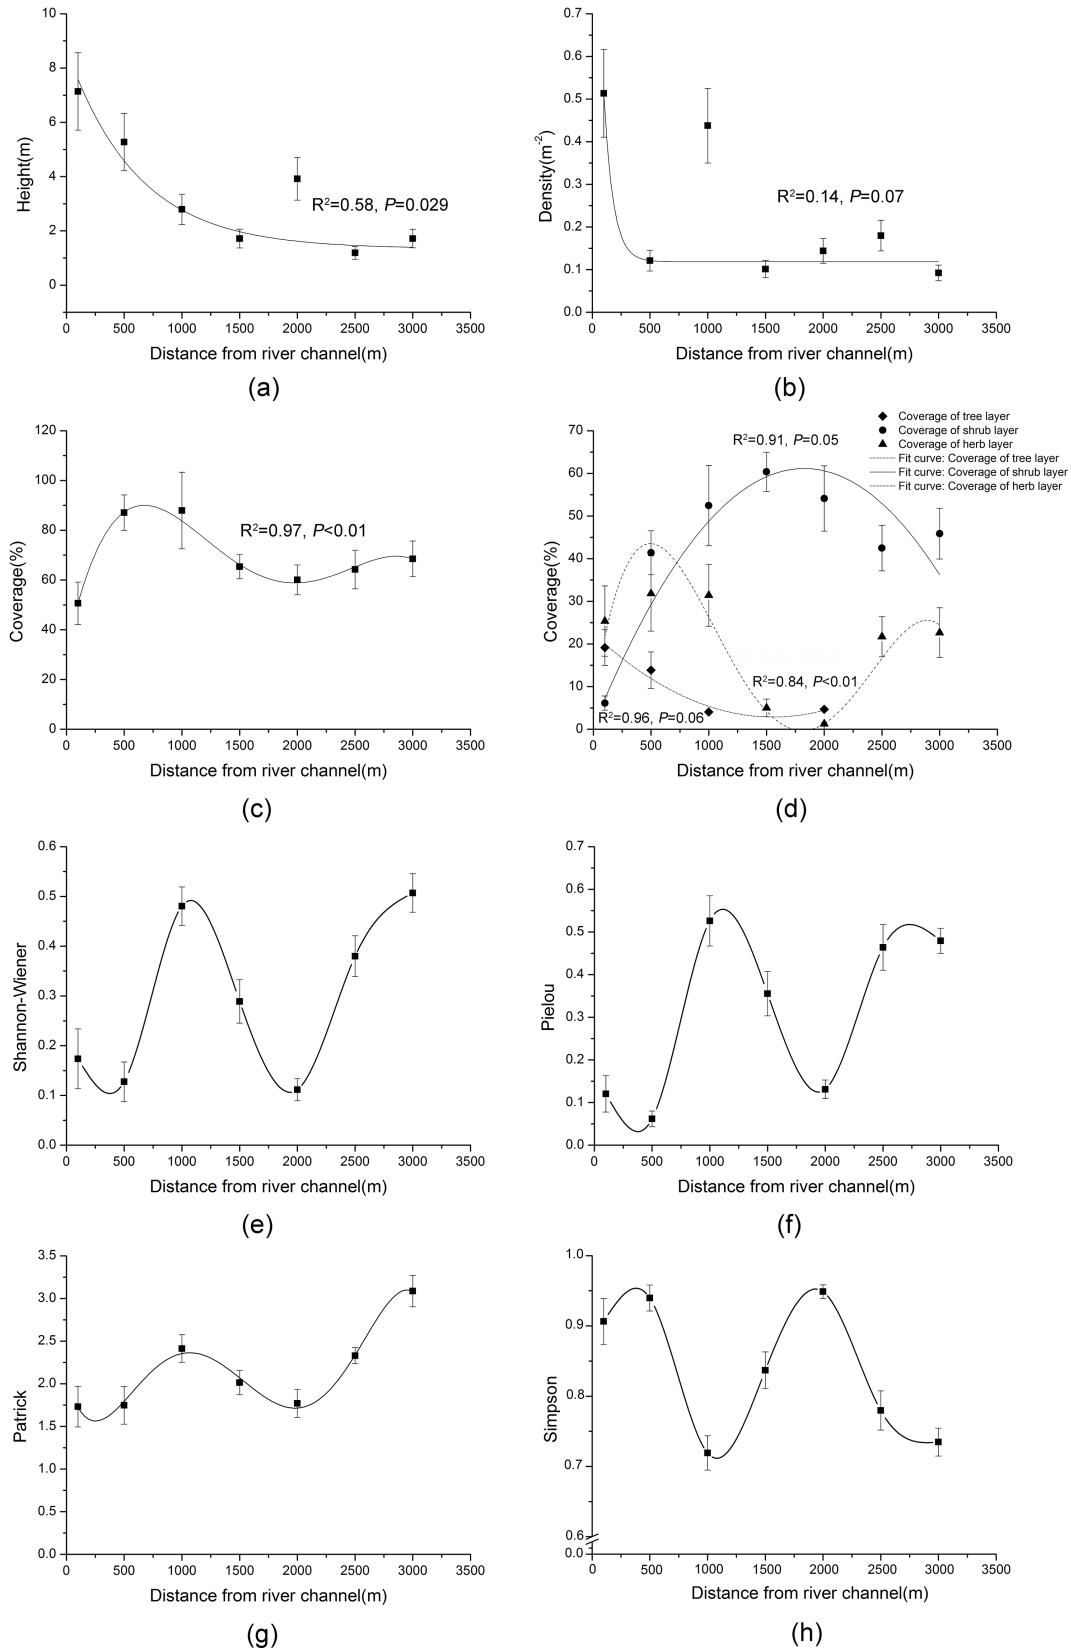 10
8
6
4
2
0
Height(m)
R²=0.58, P=0.029
0 500 1000 1500 2000 2500 3000 3500
Distance from river channel(m)
(a)
0.7
0.6
0.5
0.4
0.3
0.2
0.1
0.0
Density(m⁻²)
R²=0.14, P=0.07
0 500 1000 1500 2000 2500 3000 3500
Distance from river channel(m)
(b)
120
100
80
60
40
20
0
Coverage(%)
R²=0.97, P<0.01
0 500 1000 1500 2000 2500 3000 3500
Distance from river channel(m)
(c)
Coverage of tree layer
Coverage of shrub layer
Coverage of herb layer
Fit curve: Coverage of tree layer
Fit curve: Coverage of shrub layer
Fit curve: Coverage of herb layer
70
60
50
40
30
20
10
0
Coverage(%)
R²=0.91, P=0.05
R²=0.84, P<0.01
R²=0.96, P=0.06
0 500 1000 1500 2000 2500 3000 3500
Distance from river channel(m)
(d)
0.6
0.5
0.4
0.3
0.2
0.1
0.0
Shannon-Wiener
0 500 1000 1500 2000 2500 3000 3500
Distance from river channel(m)
(e)
0.7
0.6
0.5
0.4
0.3
0.2
0.1
0.0
Pielou
0 500 1000 1500 2000 2500 3000 3500
Distance from river channel(m)
(f)
3.5
3.0
2.5
2.0
1.5
1.0
0.5
0.0
Patrick
0 500 1000 1500 2000 2500 3000 3500
Distance from river channel(m)
(g)
1.0
0.9
0.8
0.7
0.6
0.0
Simpson
0 500 1000 1500 2000 2500 3000 3500
Distance from river channel(m)
(h)